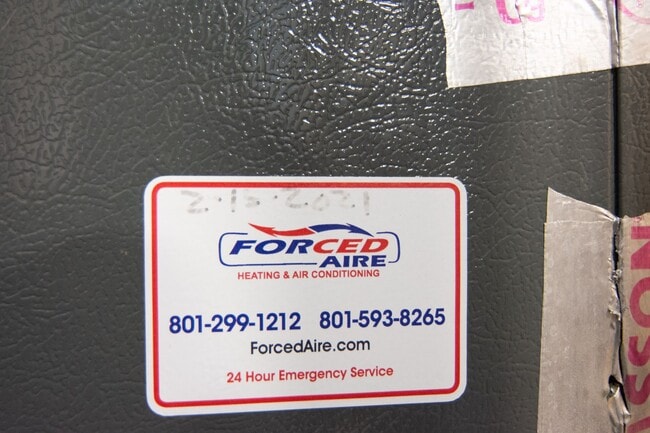 2.15.2021
FORCED
AIRE
HEATING & AIR CONDITIONING
801-299-1212 801-593-8265
ForcedAire.com
24 Hour Emergency Service